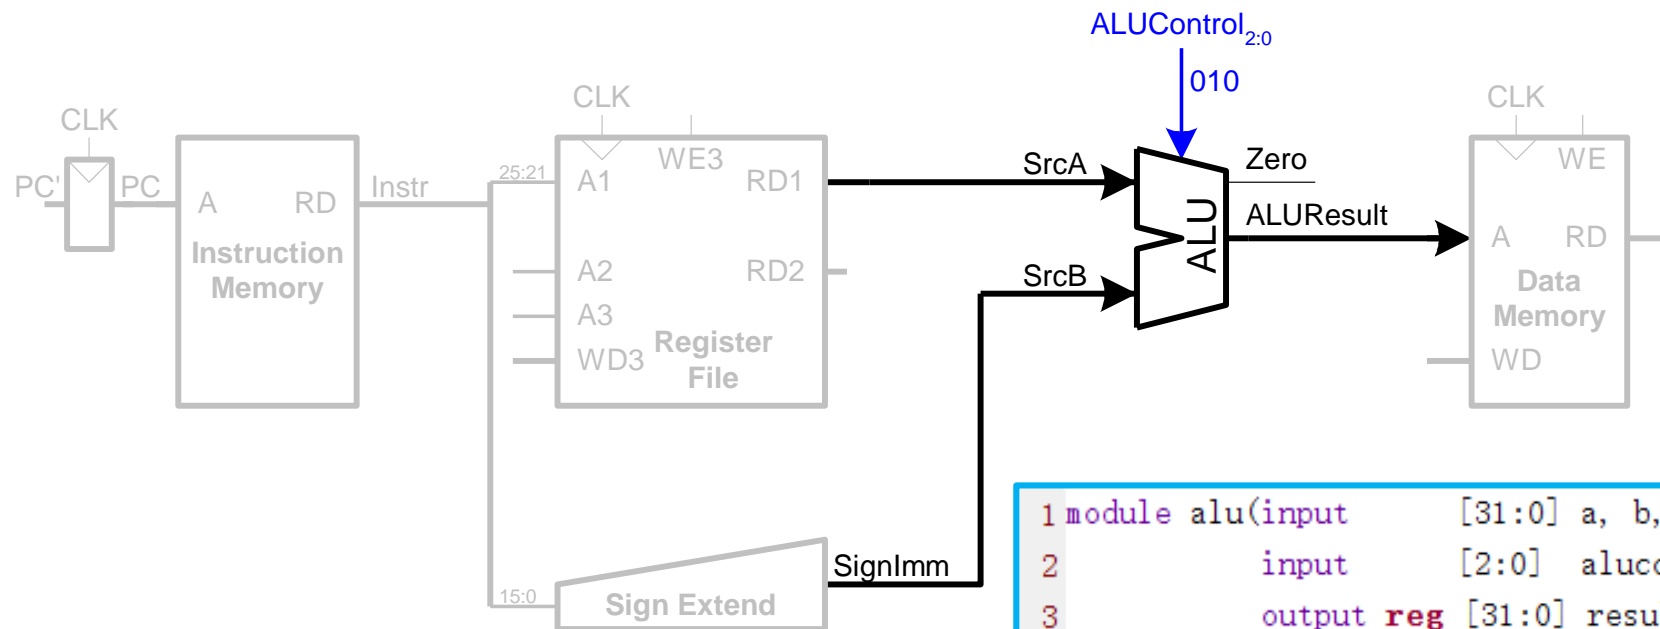 ALUControl2:0
010
CLK
CLK
CLK
PC'
PC
A
RD
Instr
Instruction
Memory
25:21
A1
WE3
RD1
A2
RD2
A3
WD3
Register
File
SrcA
SrcB
ALU
Zero
ALUResult
WE
A
RD
Data
Memory
WD
SignImm
15:0
Sign Extend
1 module alu(input [31:0] a, b,
2 input [2:0]
3 output reg [31:0]